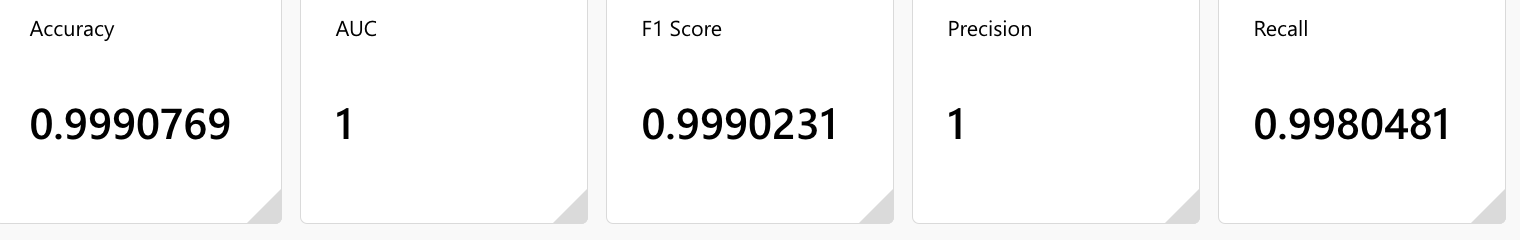 Accuracy AUC F1 Score Precision Recall
0.9990769 1 0.9990231 1 0.9980481